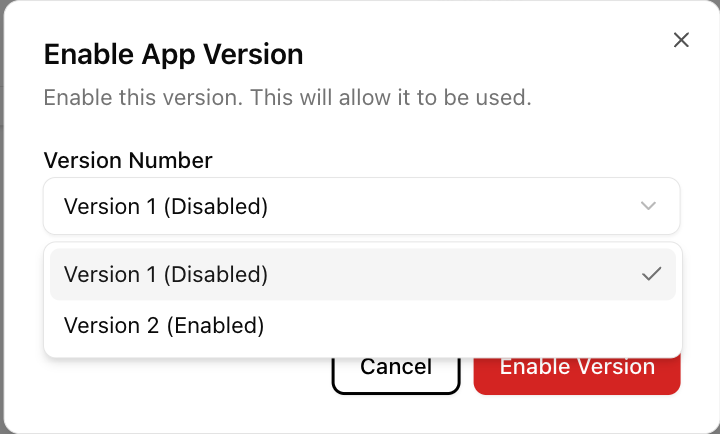 Enable App Version
Enable this version. This will allow it to be used.
Version Number
Version 1 (Disabled)
Version 1 (Disabled)
Version 2 (Enabled)
Cancel
Enable Version